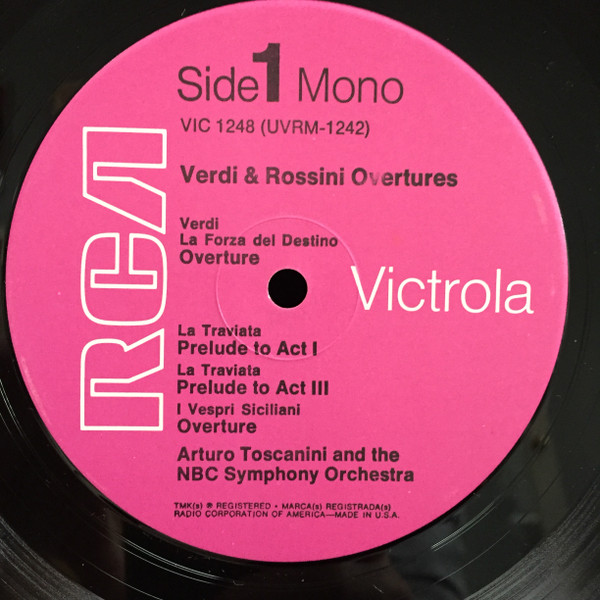 Side 1 Mono
VIC 1248 (UVRM-1242)
Verdi & Rossini Overtures
Verdi
La Forza del Destino
Overture
RCA
Victrola
La Traviata
Prelude to Act I
La Traviata
Prelude to Act III
I Vespri Siciliani
Overture
Arturo Toscanini and the
NBC Symphony Orchestra
TMK(s) ® REGISTERED • MARCA(s) REGISTRADA(s)
RADIO CORPORATION OF AMERICA—MADE IN U.S.A.